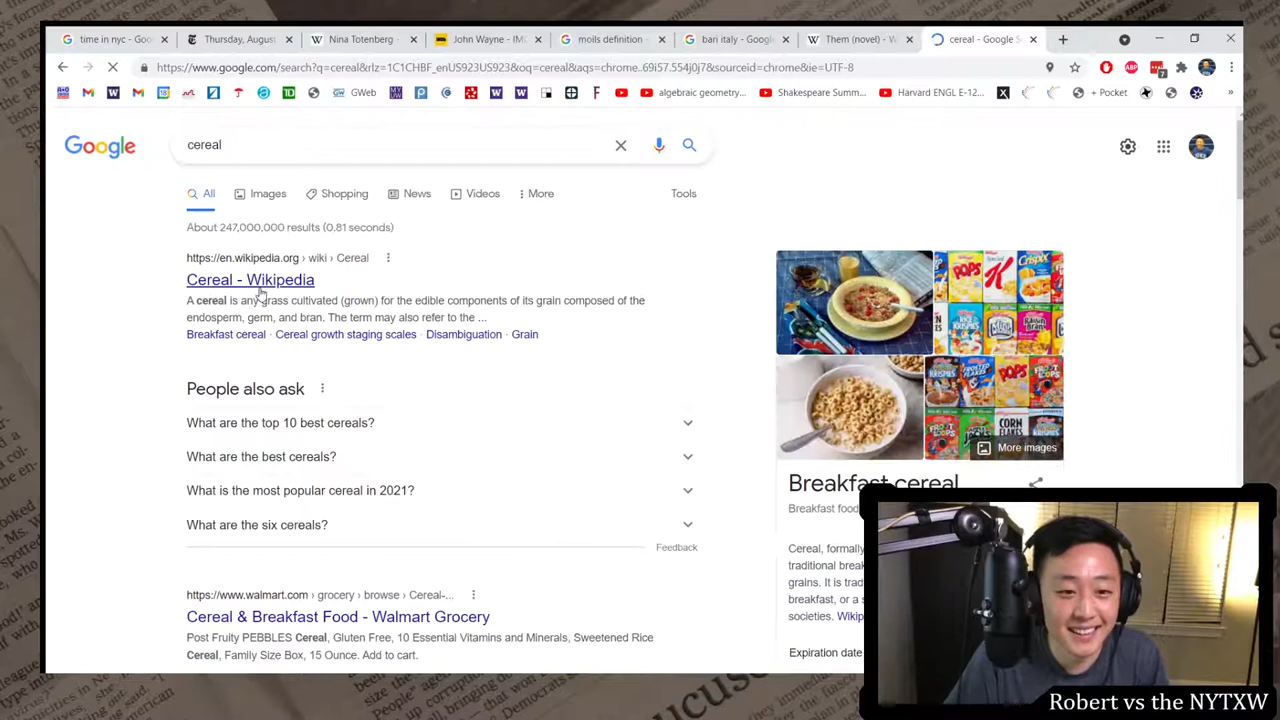 time in nyc - Goo
Thursday, August
Nina Totenberg -
John Wayne - IM
moils definition -
bari italy - Google
Them (novel) - W
cereal - Google S
https://www.google.com/search?q=cereal&rlz=1C1CHBF_enUS923US923&oq=cereal&aqs=chrome..69i57.554j0j7&sourceid=chrome&ie=UTF-8
GWeb
algebraic geometry...
Shakespeare Summ...
Harvard ENGL E-12...
+ Pocket
Google
cereal
All
Images
Shopping
News
Videos
More
Tools
About 247,000,000 results (0.81 seconds)
https://en.wikipedia.org › wiki › Cereal
Cereal - Wikipedia
A cereal is any grass cultivated (grown) for the edible components of its grain composed of the
endosperm, germ, and bran. The term may also refer to the ...
Breakfast cereal · Cereal growth staging scales · Disambiguation · Grain
People also ask
What are the top 10 best cereals?
What are the best cereals?
What is the most popular cereal in 2021?
What are the six cereals?
Feedback
https://www.walmart.com › grocery › browse › Cereal-...
Cereal & Breakfast Food - Walmart Grocery
Post Fruity PEBBLES Cereal, Gluten Free, 10 Essential Vitamins and Minerals, Sweetened Rice
Cereal, Family Size Box, 15 Ounce. Add to cart.
More images
Breakfast cereal
Breakfast food
Cereal, formally
traditional break
grains. It is trad
breakfast, or a s
societies. Wikip
Expiration date
Robert vs the NYTXW